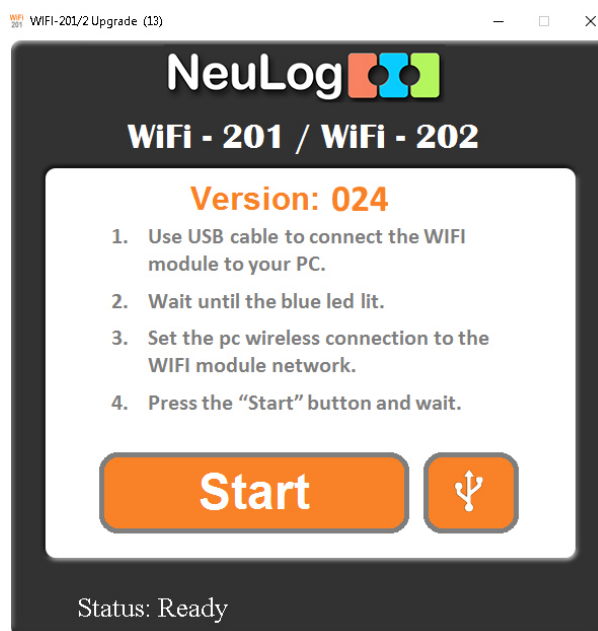 WiFi 201 WIFI-201/2 Upgrade (13)
NeuLog
WiFi - 201 / WiFi - 202
Version: 024
1. Use USB cable to connect the WIFI
module to your PC.
2. Wait until the blue led lit.
3. Set the pc wireless connection to the
WIFI module network.
4. Press the “Start” button and wait.
Start
Status: Ready